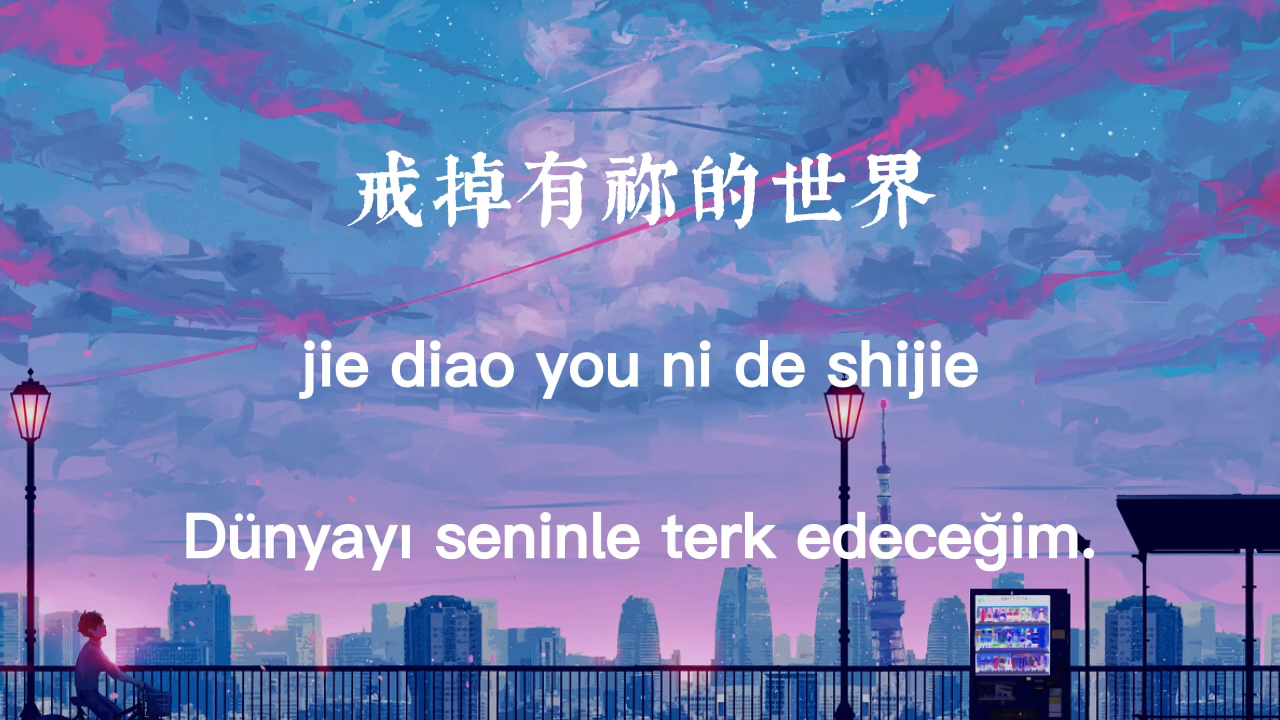 戒掉有祢的世界
jie diao you ni de shijie
Dünyayı seninle terk edeceğim.